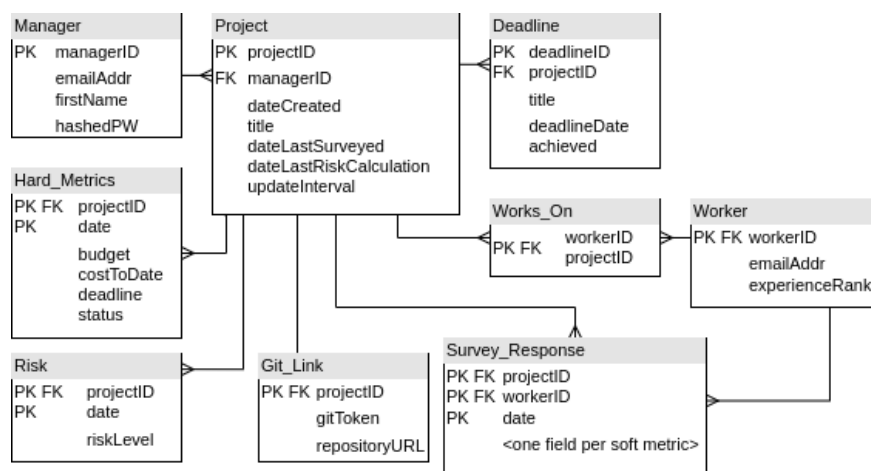 Manager
PK managerID
emailAddr
firstName
hashedPW
Project
PK projectID
FK managerID
dateCreated
title
dateLastSurveyed
dateLastRiskCalculation
updateInterval
Deadline
PK deadlineID
FK projectID
title
deadlineDate
achieved
Hard_Metrics
PK FK projectID
PK date
budget
costToDate
deadline
status
Works_On
PK FK workerID
projectID
Worker
PK FK workerID
emailAddr
experienceRank
Risk
PK FK projectID
PK date
riskLevel
Git_Link
PK FK projectID
gitToken
repositoryURL
Survey_Response
PK FK projectID
PK FK workerID
PK date
<one field per soft metric>